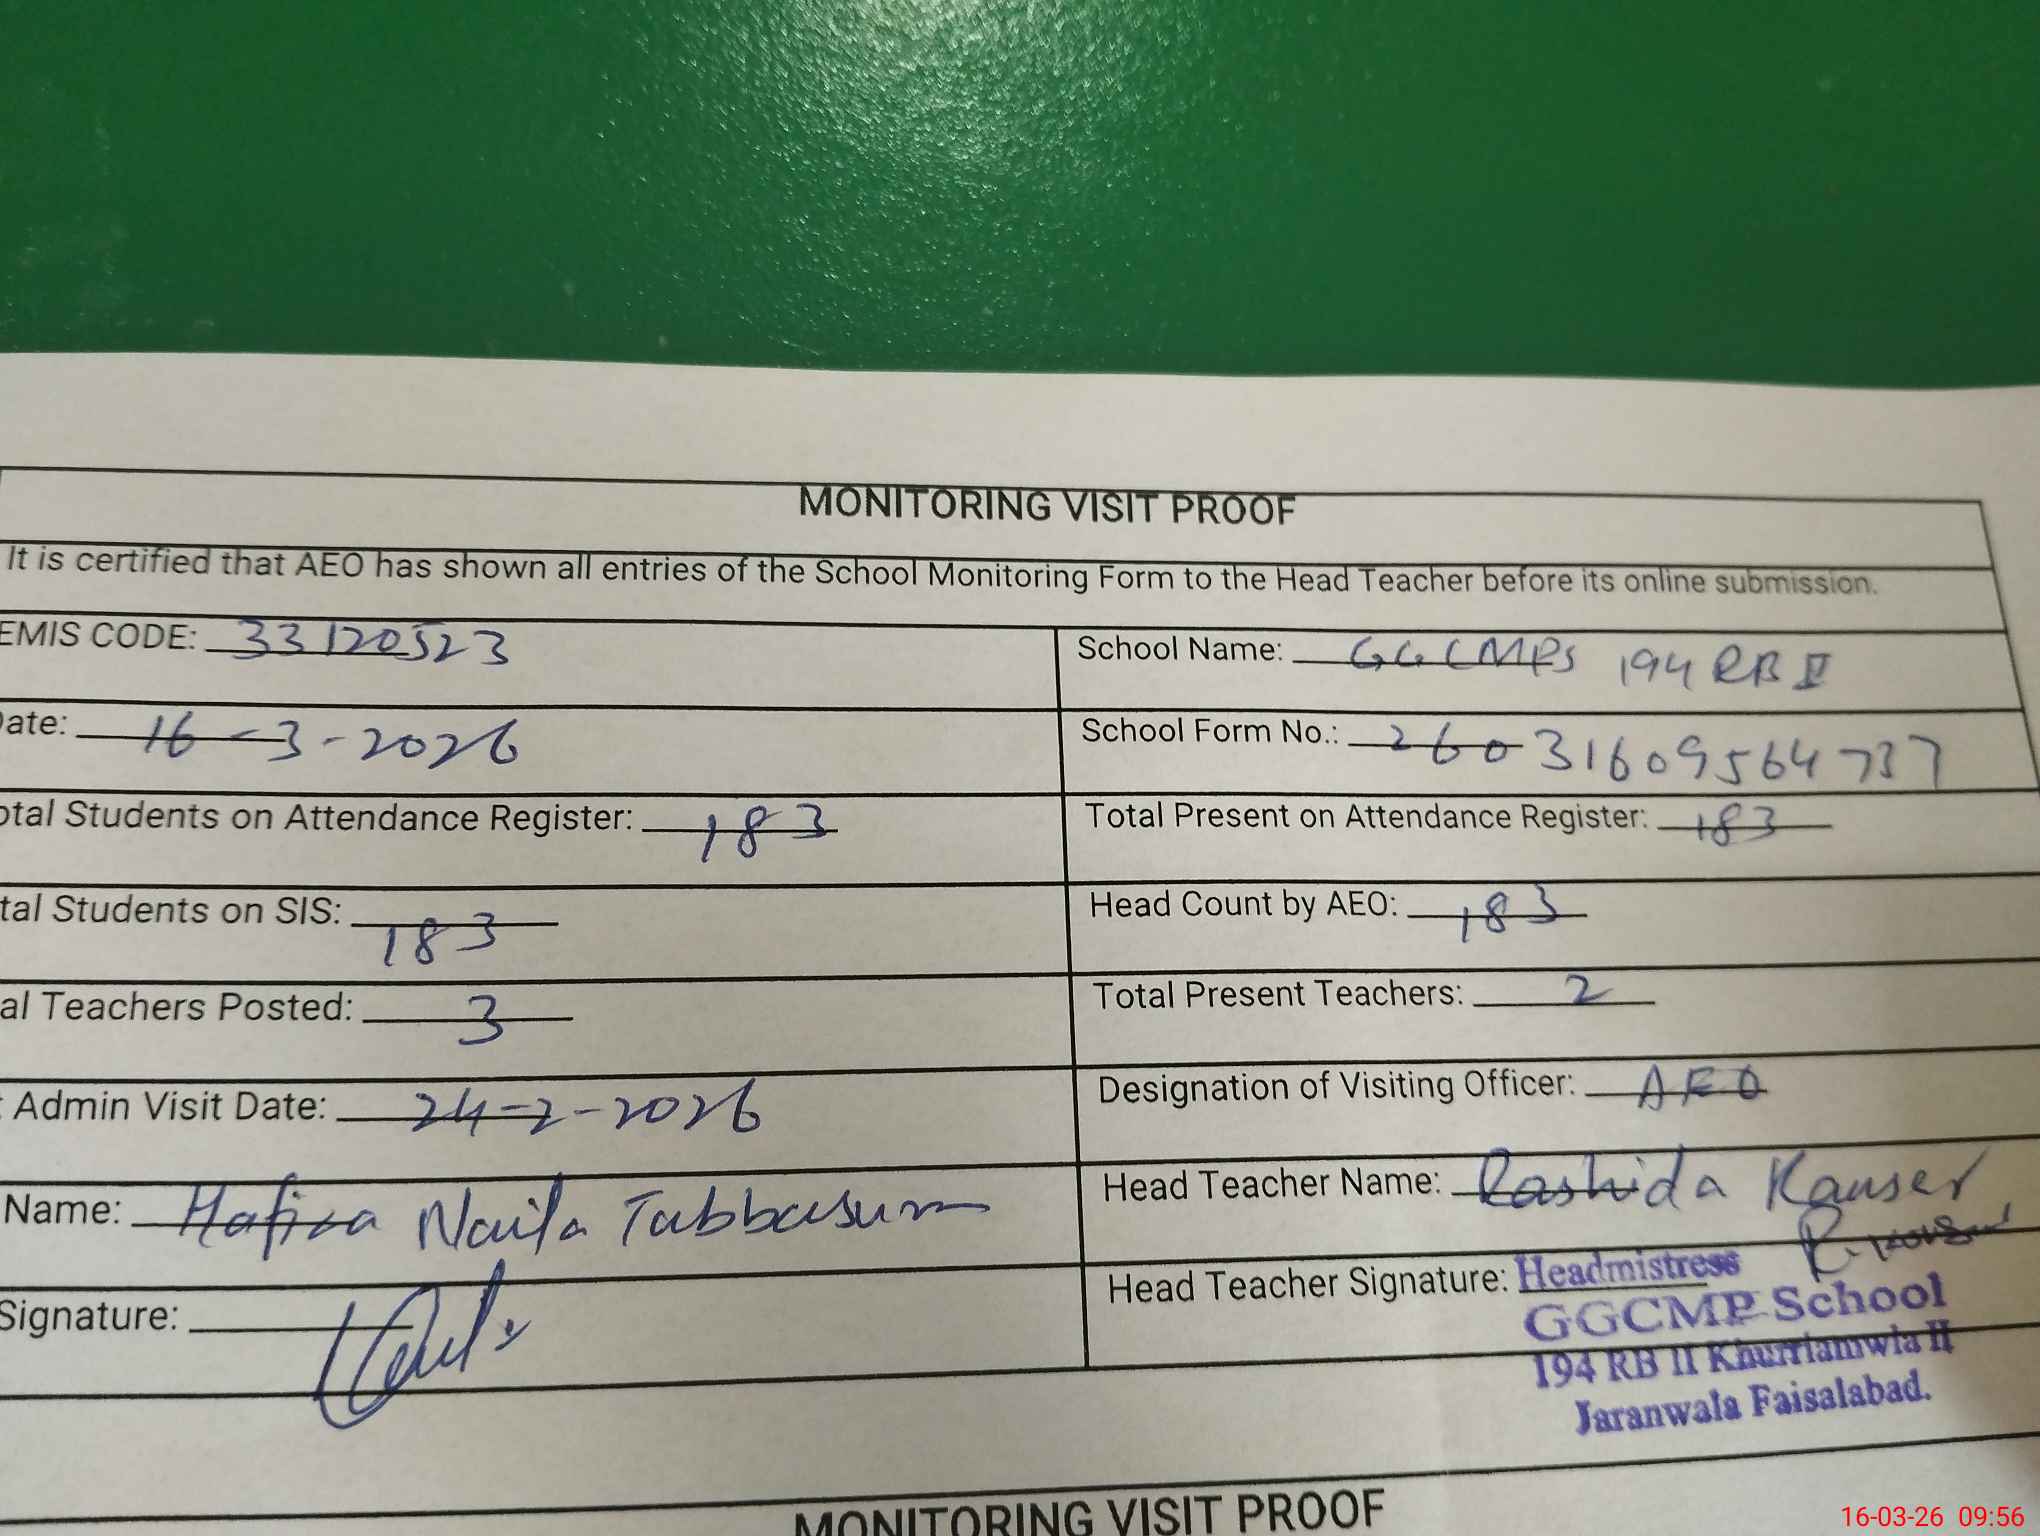 MONITORING VISIT PROOF
It is certified that AEO has shown all entries of the School Monitoring Form to the Head Teacher before its online submission.
EMIS CODE: 33120523
School Name: GGCMPS 194 RB II
Date: 16-3-2026
School Form No.: 26031609564737
otal Students on Attendance Register: 183
Total Present on Attendance Register: 183
tal Students on SIS: 183
Head Count by AEO: 183
al Teachers Posted: 3
Total Present Teachers: 2
Admin Visit Date: 24-2-2026
Designation of Visiting Officer: AEO
Name: Hafiza Naila Tabbasum
Head Teacher Name: Rashida Kauser
Signature:
Head Teacher Signature: Headmistress
GGCMP School
194 RB II Khurrianwla II
Jaranwala Faisalabad.
MONITORING VISIT PROOF
16-03-26 09:56